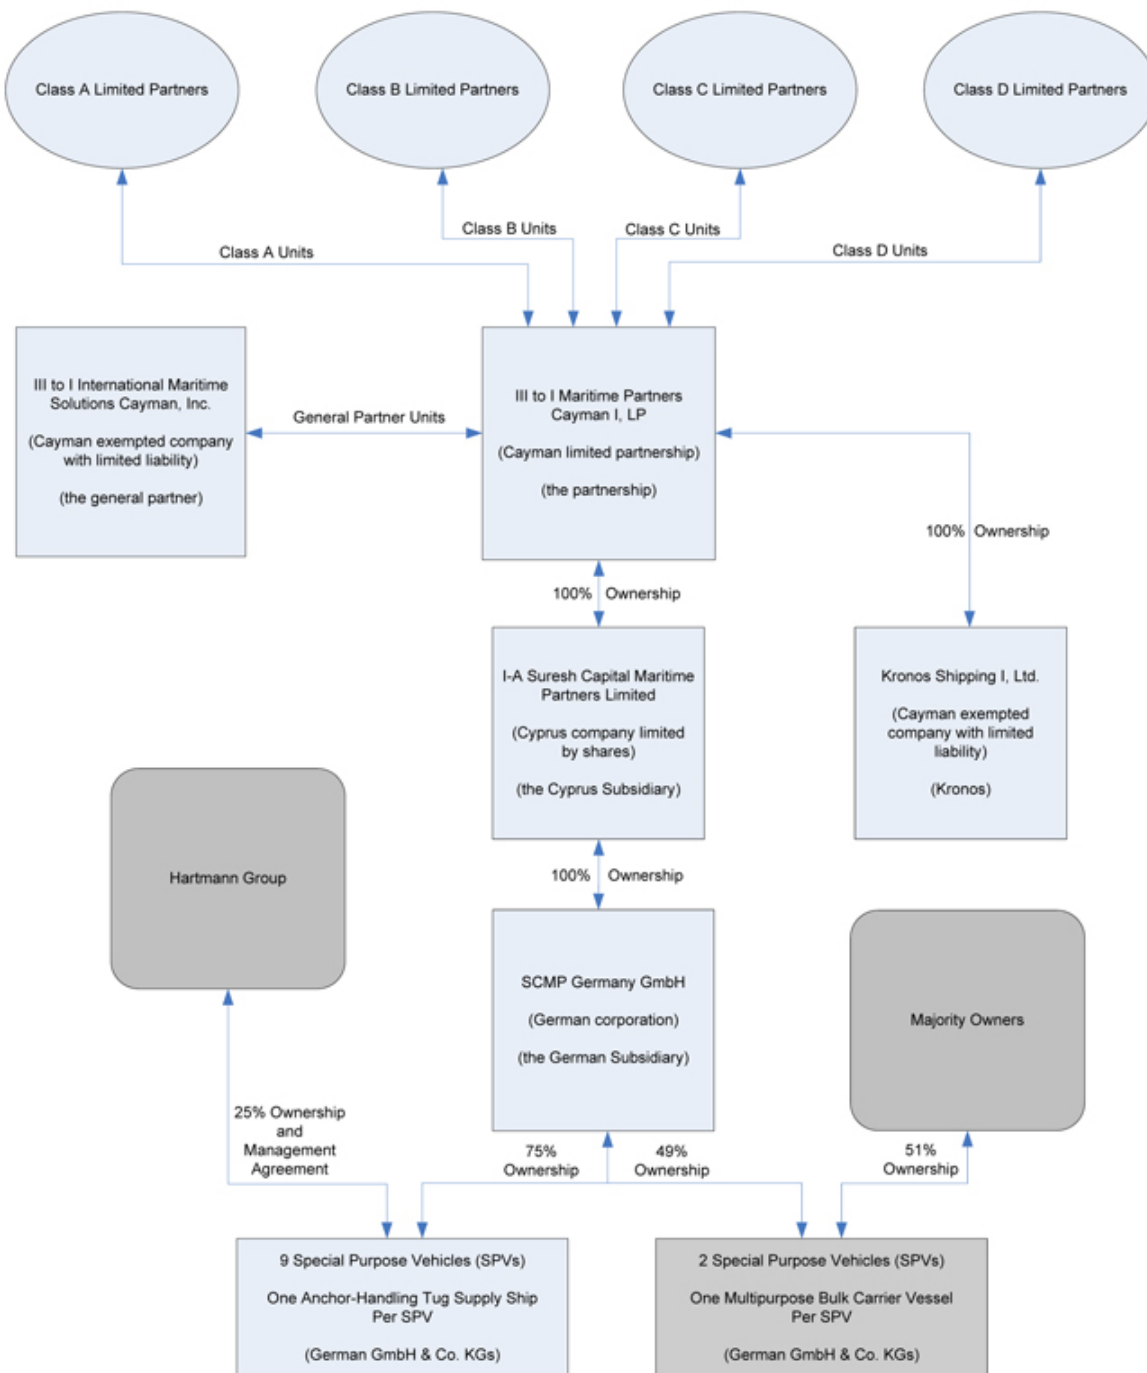 Class A Limited Partners
Class B Limited Partners
Class C Limited Partners
Class D Limited Partners
Class A Units
Class B Units
Class C Units
Class D Units
III to I International Maritime
Solutions Cayman, Inc.
(Cayman exempted company
with limited liability)
(the general partner)
General Partner Units
III to I Maritime Partners
Cayman I, LP
(Cayman limited partnership)
(the partnership)
100% Ownership
100% Ownership
I-A Suresh Capital Maritime
Partners Limited
(Cyprus company limited
by shares)
(the Cyprus Subsidiary)
Kronos Shipping I, Ltd.
(Cayman exempted
company with limited
liability)
(Kronos)
Hartmann Group
100% Ownership
SCMP Germany GmbH
(German corporation)
(the German Subsidiary)
Majority Owners
25% Ownership
and
Management
Agreement
75%
Ownership
49%
Ownership
51%
Ownership
9 Special Purpose Vehicles (SPVs)
One Anchor-Handling Tug Supply Ship
Per SPV
(German GmbH & Co. KGs)
2 Special Purpose Vehicles (SPVs)
One Multipurpose Bulk Carrier Vessel
Per SPV
(German GmbH & Co. KGs)